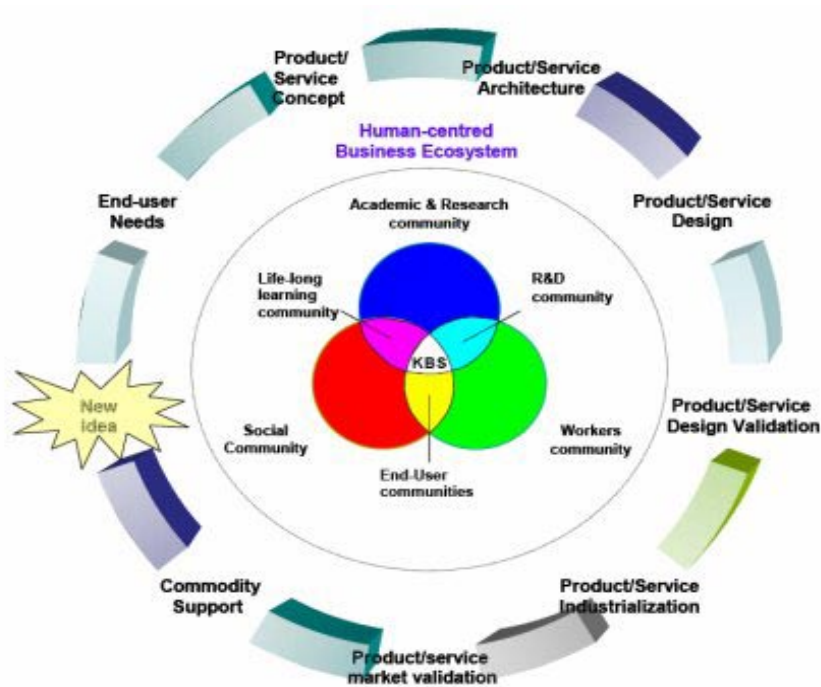 Product/
Service
Concept
Product/Service
Architecture
Human-centred
Business Ecosystem
End-user
Needs
Product/Service
Design
Academic & Research
community
Life-long
learning
community
R&D
community
KBS
New
Idea
Social
Community
Workers
community
Product/Service
Design Validation
End-User
communities
Commodity
Support
Product/Service
Industrialization
Product/service
market validation